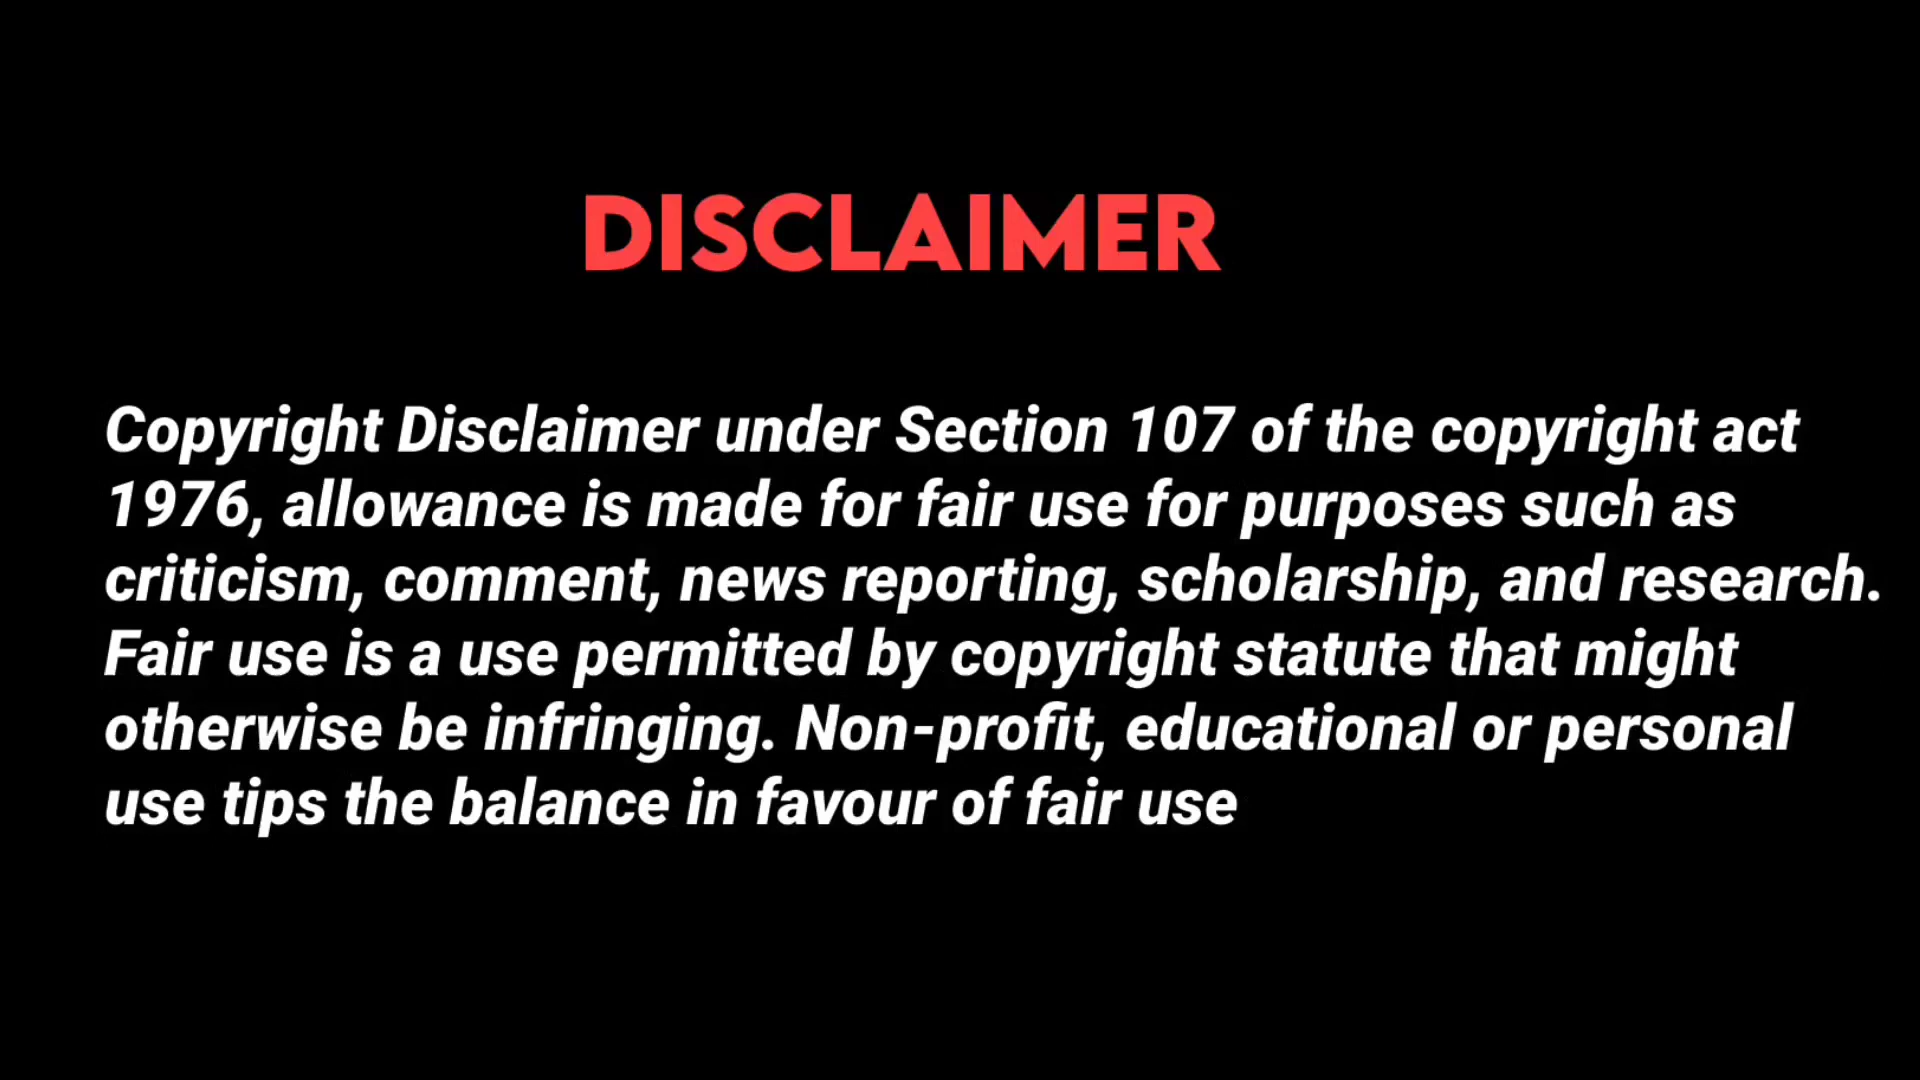 DISCLAIMER
Copyright Disclaimer under Section 107 of the copyright act
1976, allowance is made for fair use for purposes such as
criticism, comment, news reporting, scholarship, and research.
Fair use is a use permitted by copyright statute that might
otherwise be infringing. Non-profit, educational or personal
use tips the balance in favour of fair use